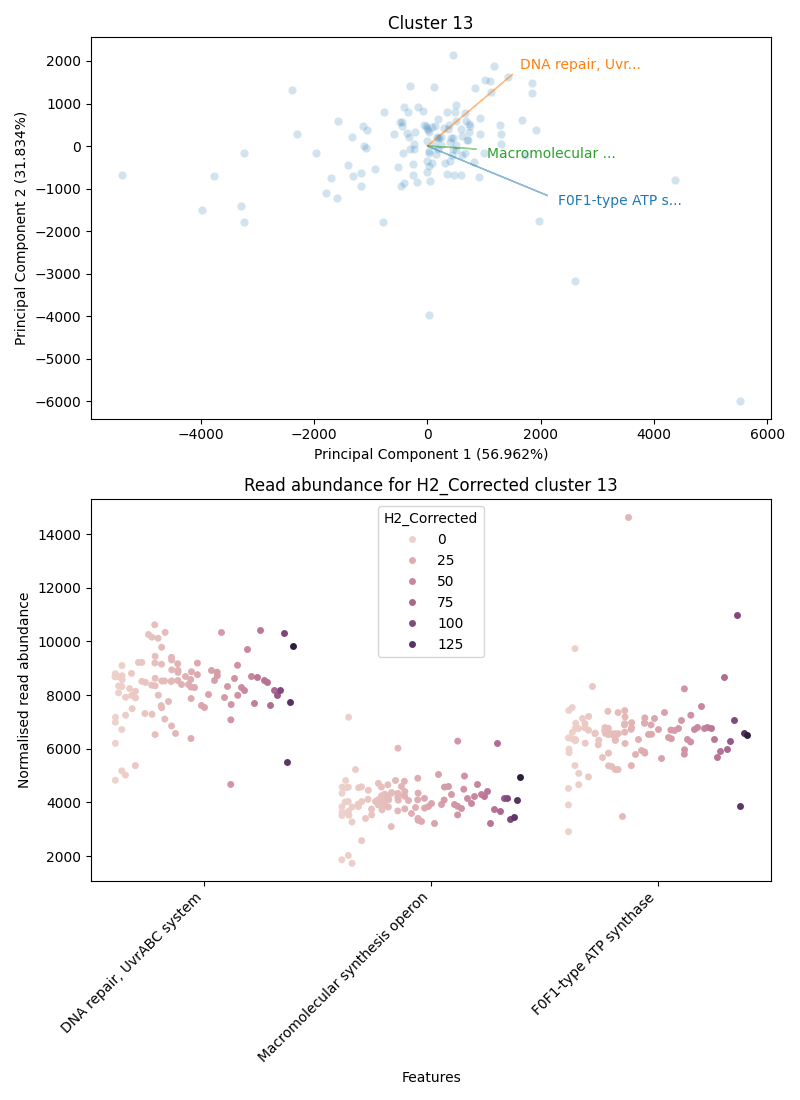 Cluster 13
2000
1000
0
−1000
−2000
−3000
−4000
−5000
−6000
Principal Component 2 (31.834%)
DNA repair, Uvr...
Macromolecular ...
F0F1-type ATP s...
−4000 −2000 0 2000 4000 6000
Principal Component 1 (56.962%)
Read abundance for H2_Corrected cluster 13
14000
12000
10000
8000
6000
4000
2000
Normalised read abundance
H2_Corrected
0
25
50
75
100
125
DNA repair, UvrABC system
Macromolecular synthesis operon
F0F1-type ATP synthase
Features